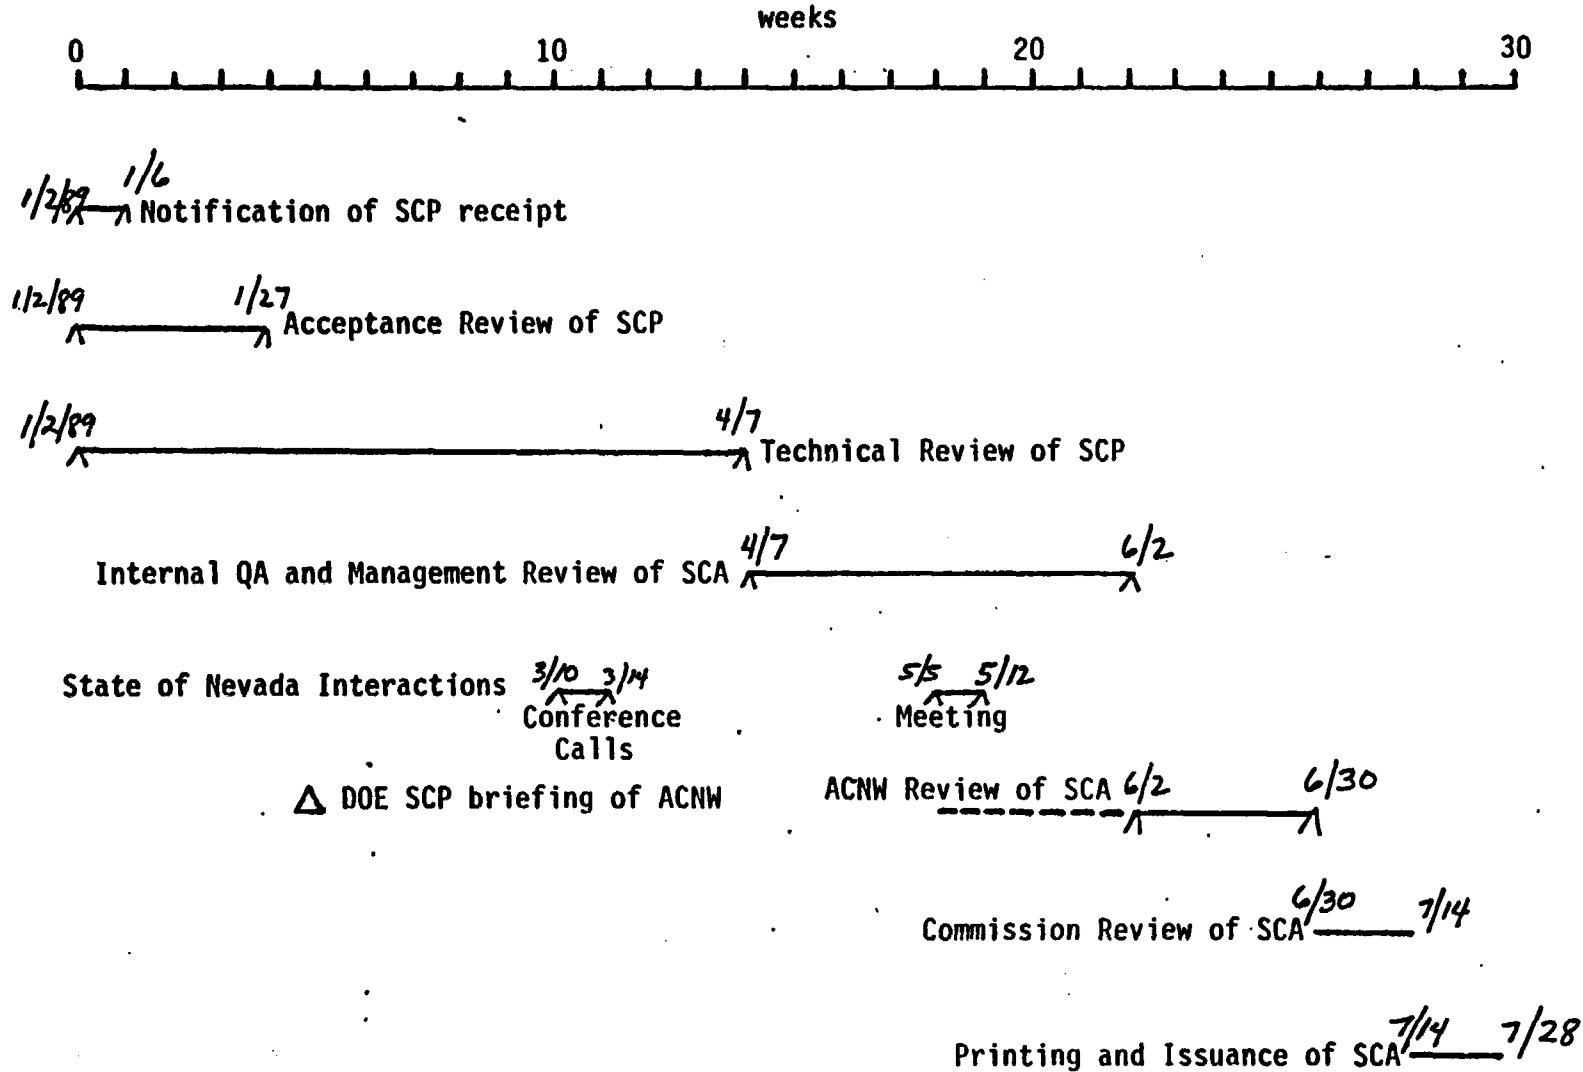 weeks
0 10 20 30
1/2/89 1/6 Notification of SCP receipt
1/2/89 1/27 Acceptance Review of SCP
1/2/89 4/7 Technical Review of SCP
Internal QA and Management Review of SCA 4/7 6/2
State of Nevada Interactions 3/10 3/14 5/5 5/12
Conference Meeting
Calls
DOE SCP briefing of ACNW ACNW Review of SCA 6/2 6/30
Commission Review of SCA 6/30 7/14
Printing and Issuance of SCA 7/14 7/28